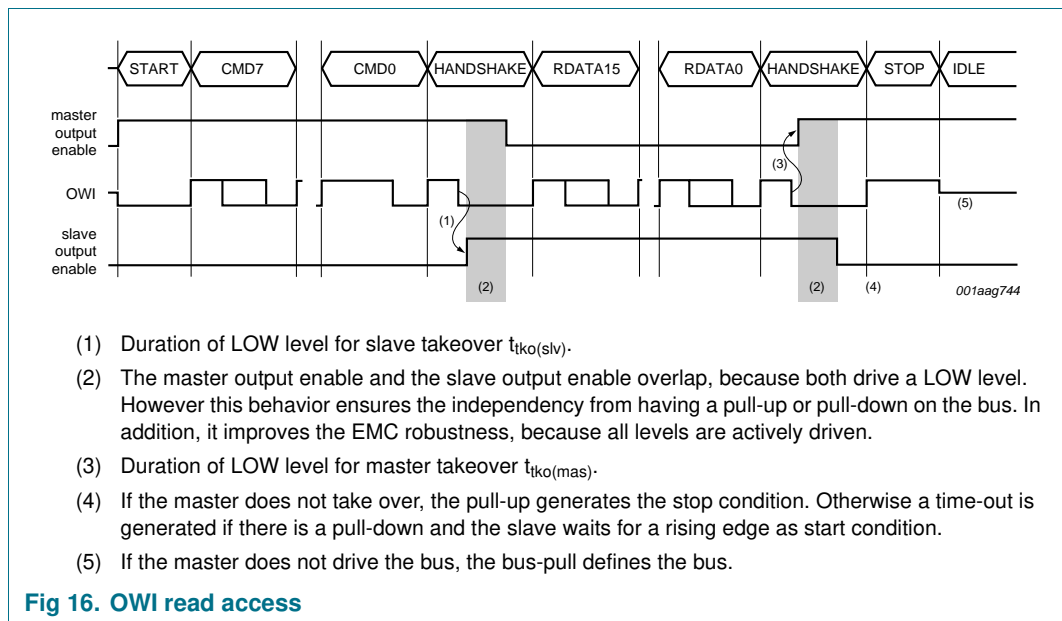 START CMD7 CMD0 HANDSHAKE RDATA15 RDATA0 HANDSHAKE STOP IDLE
master
output
enable
(3)
OWI
(5)
(1)
slave
output
enable
(2) (2) (4)
001aag744
(1) Duration of LOW level for slave takeover ttko(slv).
(2) The master output enable and the slave output enable overlap, because both drive a LOW level.
However this behavior ensures the independency from having a pull-up or pull-down on the bus. In
addition, it improves the EMC robustness, because all levels are actively driven.
(3) Duration of LOW level for master takeover ttko(mas).
(4) If the master does not take over, the pull-up generates the stop condition. Otherwise a time-out is
generated if there is a pull-down and the slave waits for a rising edge as start condition.
(5) If the master does not drive the bus, the bus-pull defines the bus.
Fig 16. OWI read access